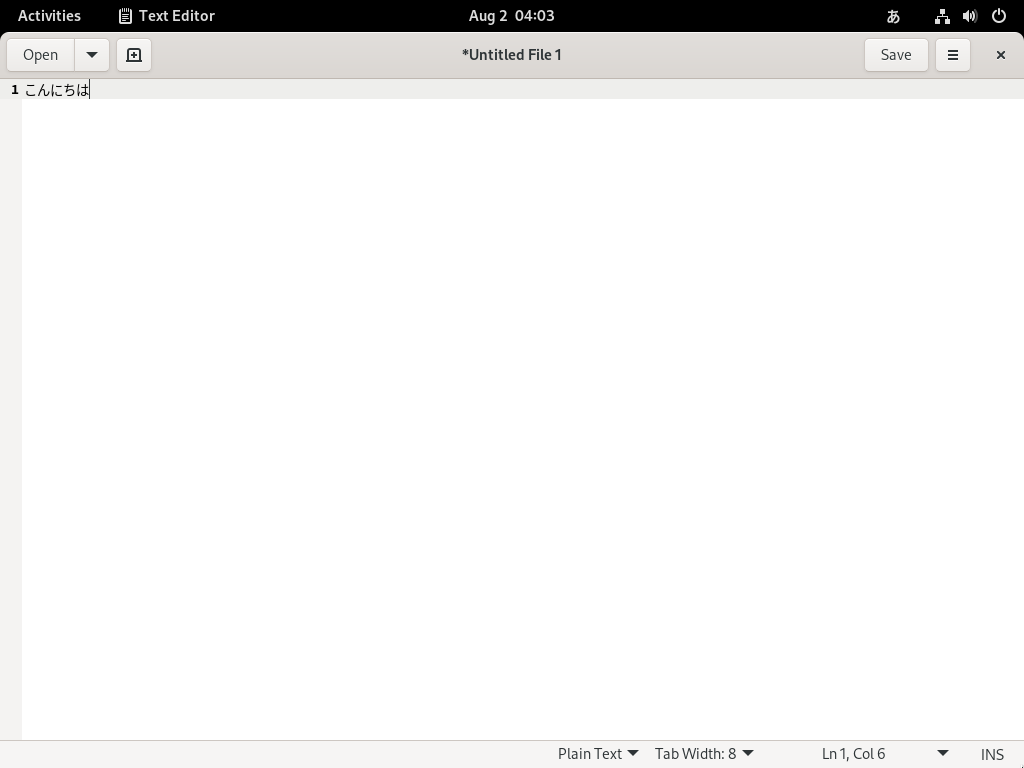 Activities Text Editor Aug 2 04:03 あ
Open *Untitled File 1 Save
1 こんにちは
Plain Text Tab Width: 8 Ln 1, Col 6 INS